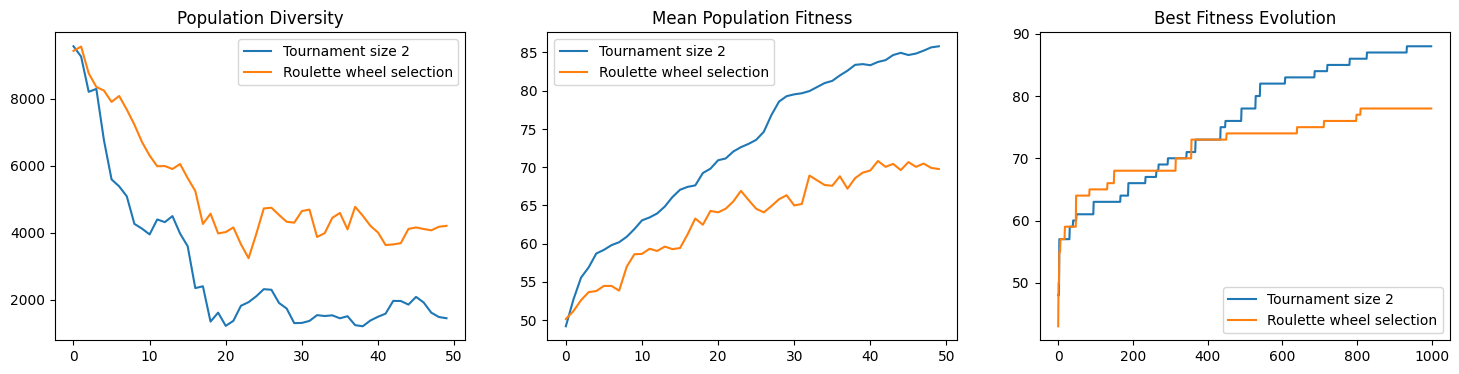 Population Diversity
Tournament size 2
Roulette wheel selection
8000
6000
4000
2000
0 10 20 30 40 50
Mean Population Fitness
Tournament size 2
Roulette wheel selection
85
80
75
70
65
60
55
50
0 10 20 30 40 50
Best Fitness Evolution
90
80
70
60
50
Tournament size 2
Roulette wheel selection
0 200 400 600 800 1000